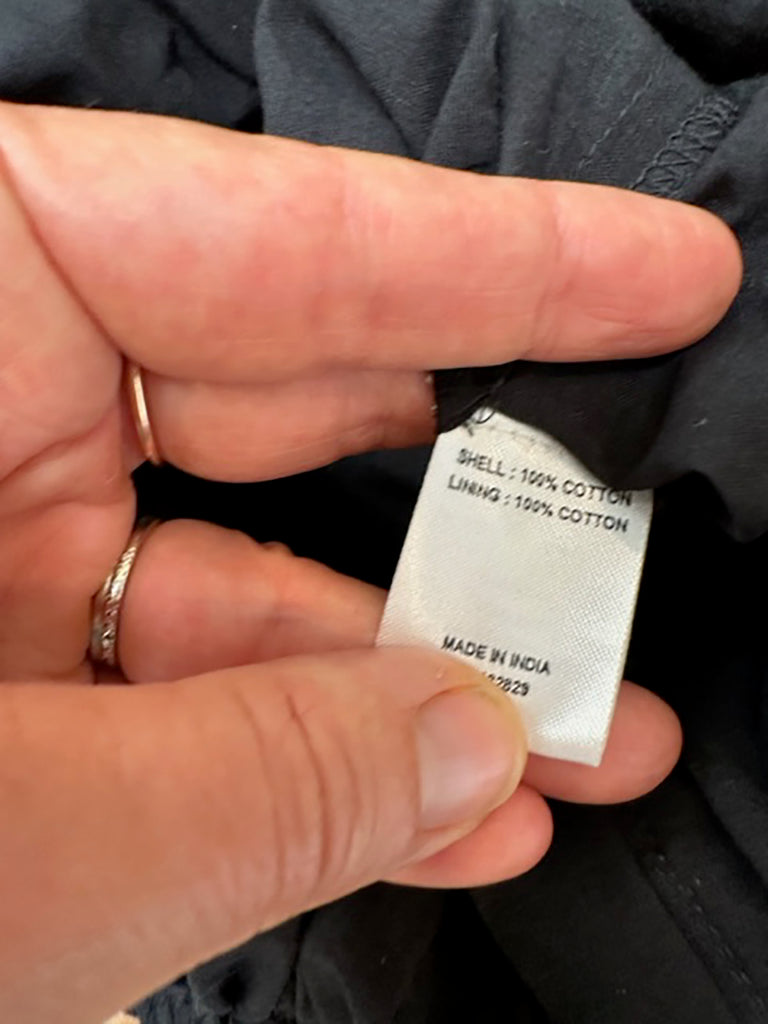 SHELL : 100% COTTON
LINING : 100% COTTON
MADE IN INDIA